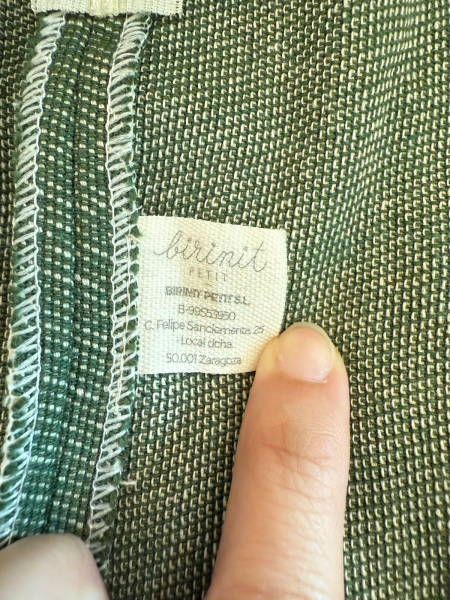 birinit
PETIT
BIRINIT PETIT S.L.
B-99553950
C. Felipe Sanclemente, 25
Local dcha.
50.001 Zaragoza